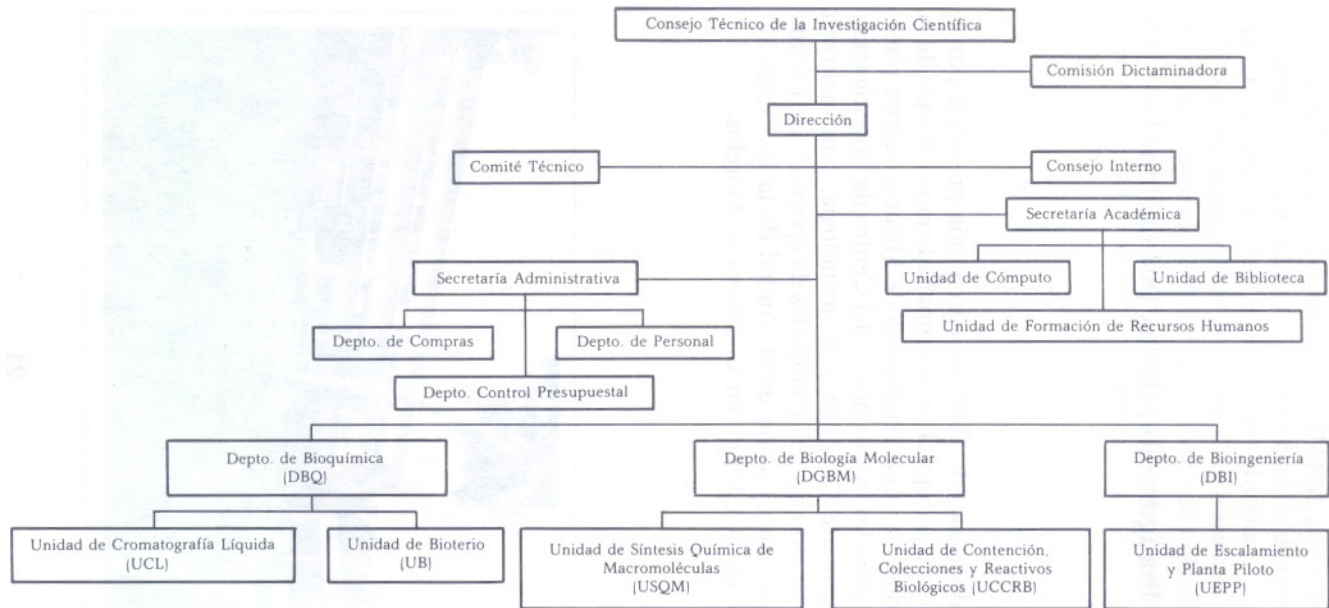 Consejo Técnico de la Investigación Científica
Comisión Dictaminadora
Dirección
Comité Técnico
Consejo Interno
Secretaría Académica
Unidad de Cómputo
Unidad de Biblioteca
Unidad de Formación de Recursos Humanos
Secretaría Administrativa
Depto. de Compras
Depto. de Personal
Depto. Control Presupuestal
Depto. de Bioquímica
(DBQ)
Depto. de Biología Molecular
(DGBM)
Depto. de Bioingeniería
(DBI)
Unidad de Cromatografía Líquida
(UCL)
Unidad de Bioterio
(UB)
Unidad de Síntesis Química de
Macromoléculas
(USQM)
Unidad de Contención,
Colecciones y Reactivos
Biológicos (UCCRB)
Unidad de Escalamiento
y Planta Piloto
(UEPP)